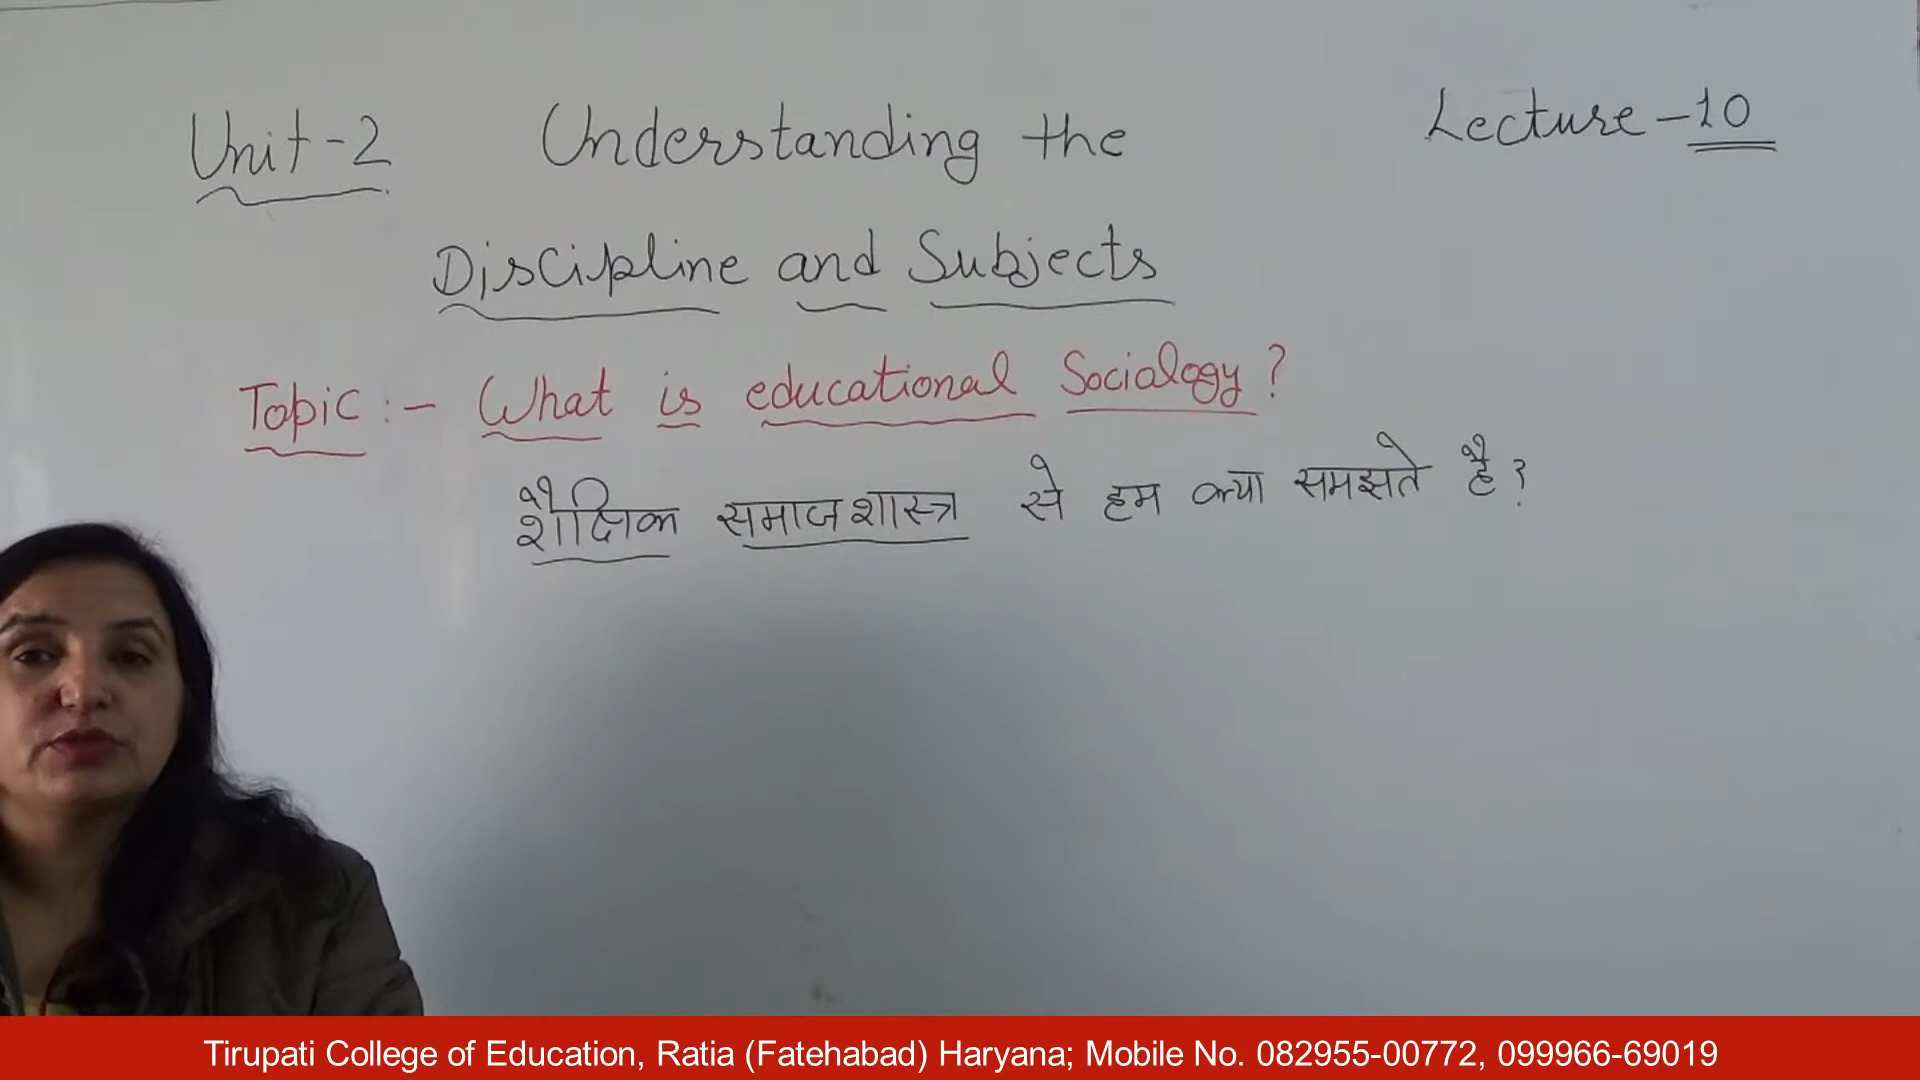 Unit-2 Understanding the Lecture-10
Discipline and Subjects
Topic:- What is educational Socialogy?
शैक्षिक समाजशास्त्र से हम क्या समझते है?
Tirupati College of Education, Ratia (Fatehabad) Haryana; Mobile No. 082955-00772, 099966-69019